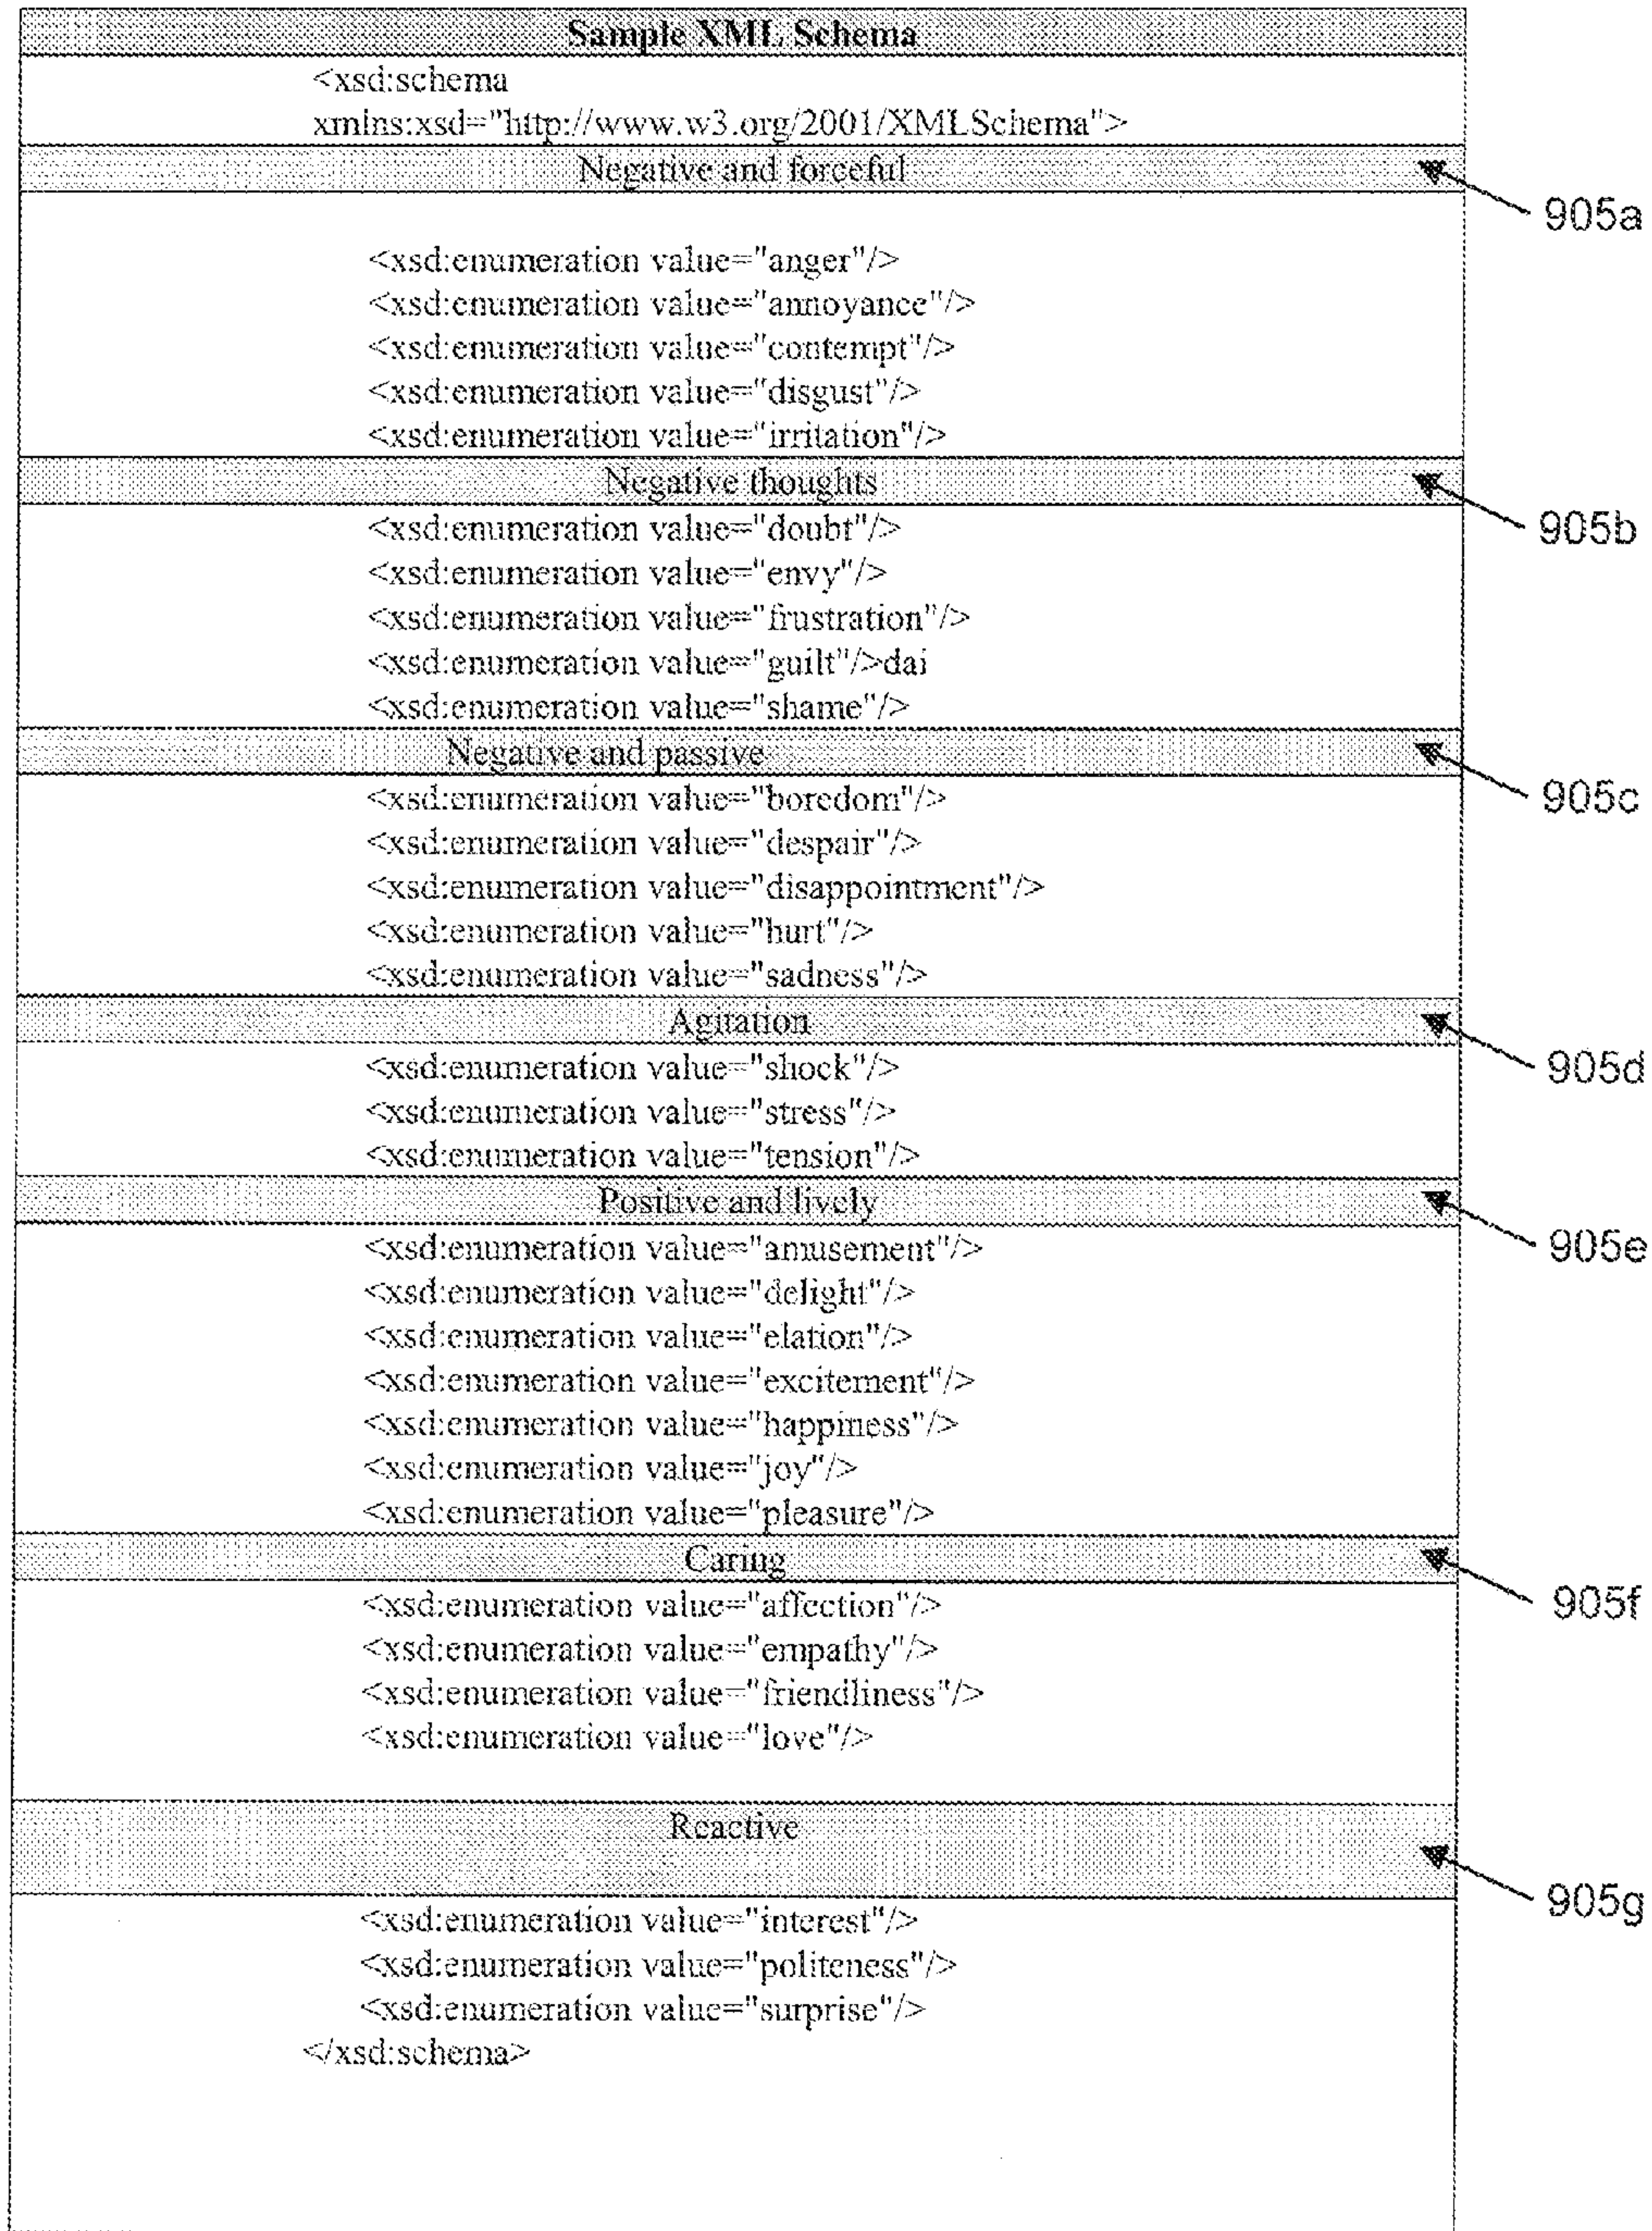 Sample XML Schema
<xsd:schema
xmlns:xsd="http://www.w3.org/2001/XMLSchema">
Negative and forceful
905a
<xsd:enumeration value="anger"/>
<xsd:enumeration value="annoyance"/>
<xsd:enumeration value="contempt"/>
<xsd:enumeration value="disgust"/>
<xsd:enumeration value="irritation"/>
Negative thoughts
905b
<xsd:enumeration value="doubt"/>
<xsd:enumeration value="envy"/>
<xsd:enumeration value="frustration"/>
<xsd:enumeration value="guilt"/>dai
<xsd:enumeration value="shame"/>
Negative and passive
905c
<xsd:enumeration value="boredom"/>
<xsd:enumeration value="despair"/>
<xsd:enumeration value="disappointment"/>
<xsd:enumeration value="hurt"/>
<xsd:enumeration value="sadness"/>
Agitation
905d
<xsd:enumeration value="shock"/>
<xsd:enumeration value="stress"/>
<xsd:enumeration value="tension"/>
Positive and lively
905e
<xsd:enumeration value="amusement"/>
<xsd:enumeration value="delight"/>
<xsd:enumeration value="elation"/>
<xsd:enumeration value="excitement"/>
<xsd:enumeration value="happiness"/>
<xsd:enumeration value="joy"/>
<xsd:enumeration value="pleasure"/>
Caring
905f
<xsd:enumeration value="affection"/>
<xsd:enumeration value="empathy"/>
<xsd:enumeration value="friendliness"/>
<xsd:enumeration value="love"/>
Reactive
905g
<xsd:enumeration value="interest"/>
<xsd:enumeration value="politeness"/>
<xsd:enumeration value="surprise"/>
</xsd:schema>